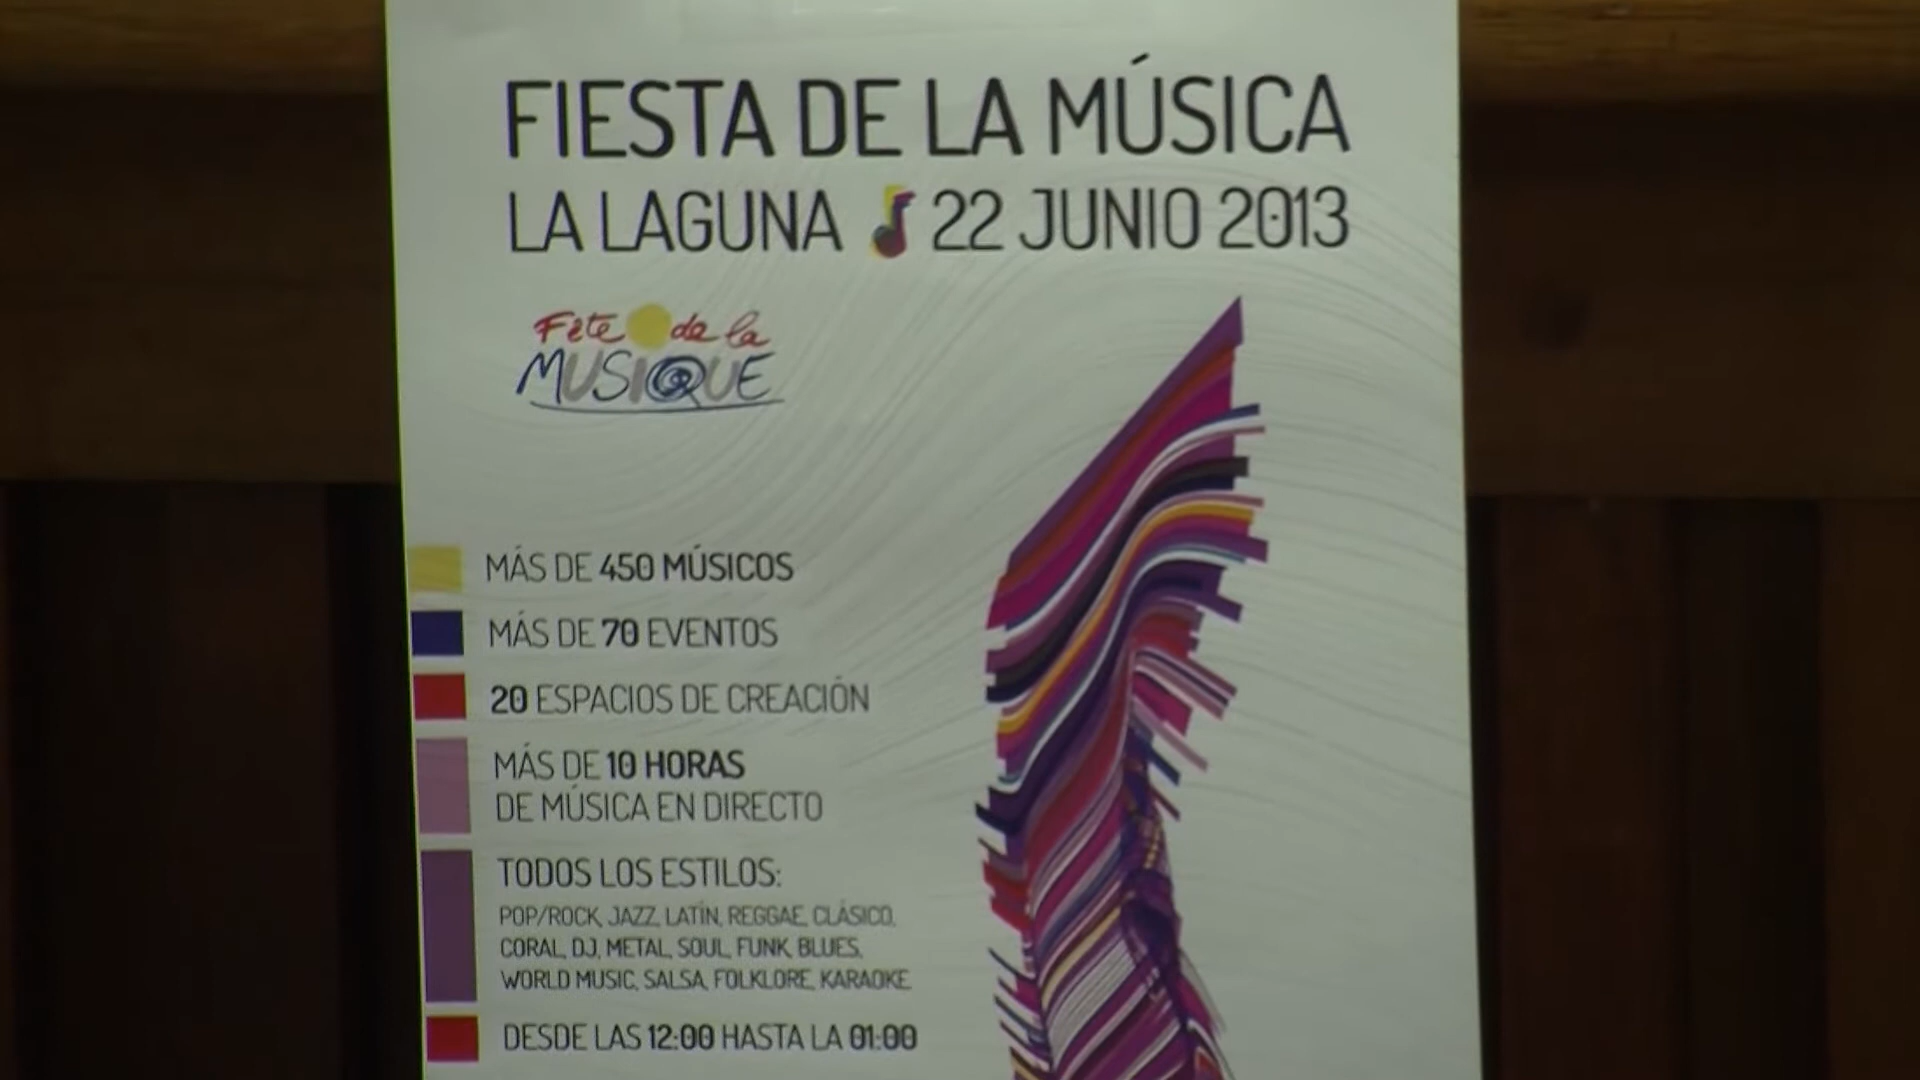 FIESTA DE LA MÚSICA
LA LAGUNA 22 JUNIO 2013
Fête de la
MUSIQUE
MÁS DE 450 MÚSICOS
MÁS DE 70 EVENTOS
20 ESPACIOS DE CREACIÓN
MÁS DE 10 HORAS
DE MÚSICA EN DIRECTO
TODOS LOS ESTILOS:
POP/ROCK, JAZZ, LATÍN, REGGAE, CLÁSICO,
CORAL, DJ, METAL, SOUL, FUNK, BLUES,
WORLD MUSIC, SALSA, FOLKLORE, KARAOKE
DESDE LAS 12:00 HASTA LA 01:00